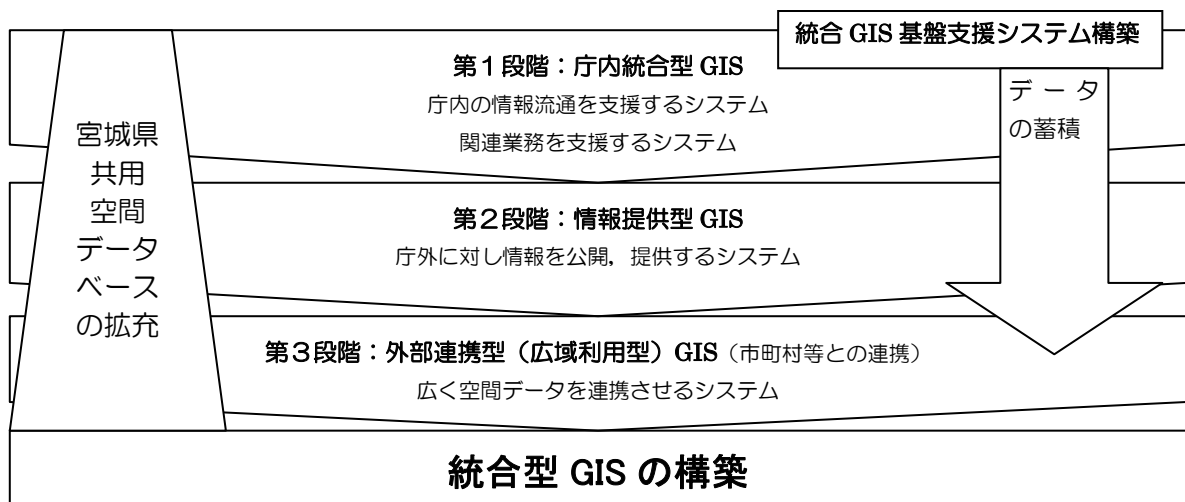 統合 GIS 基盤支援システム構築
第1段階：庁内統合型 GIS
庁内の情報流通を支援するシステム
関連業務を支援するシステム
データ
の蓄積
宮城県
共用
空間
データ
ベース
の拡充
第2段階：情報提供型 GIS
庁外に対し情報を公開，提供するシステム
第3段階：外部連携型（広域利用型）GIS（市町村等との連携）
広く空間データを連携させるシステム
統合型 GIS の構築